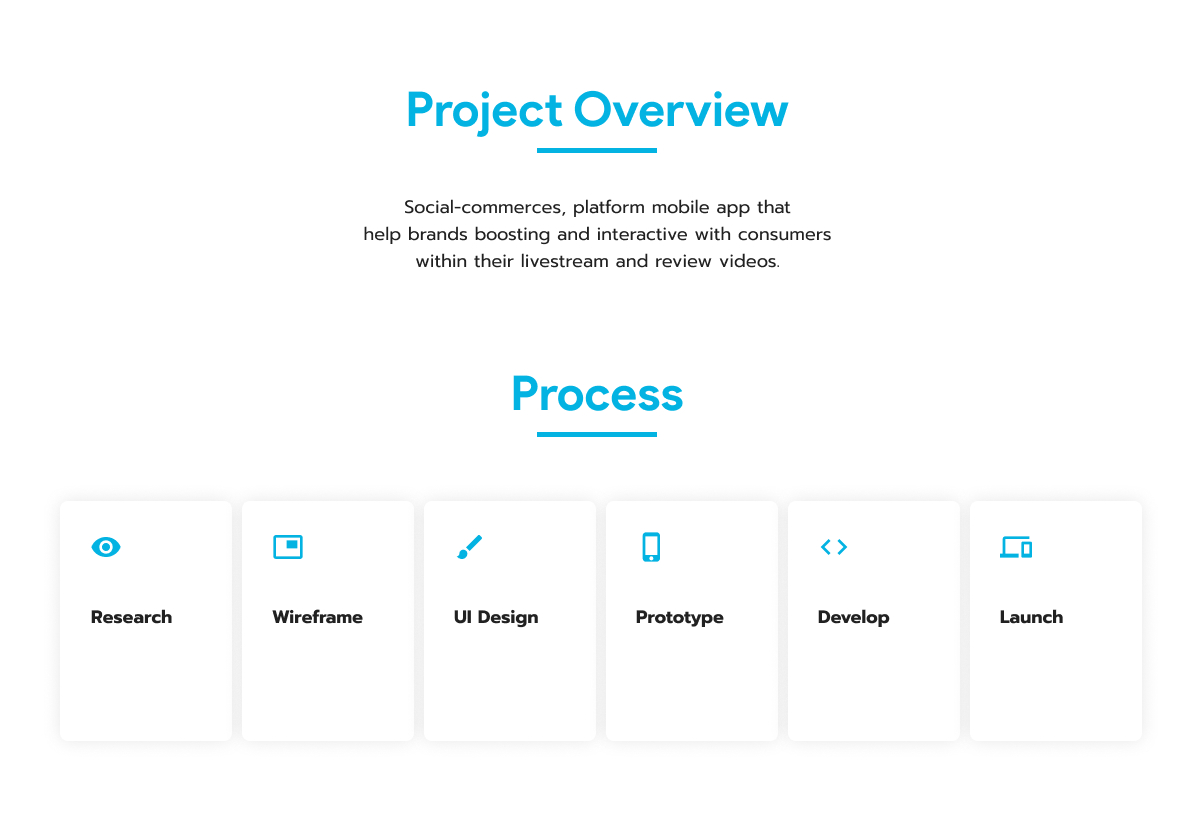 Project Overview
Social-commerces, platform mobile app that
help brands boosting and interactive with consumers
within their livestream and review videos.
Process
Research
Wireframe
UI Design
Prototype
Develop
Launch